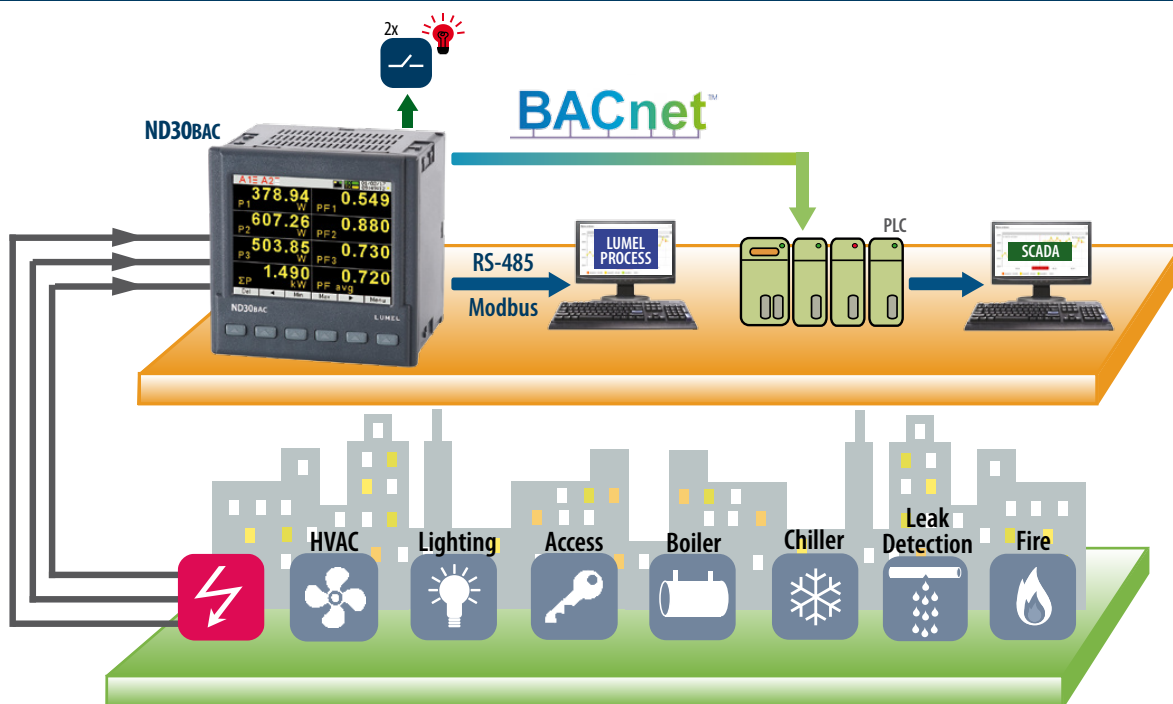 2x
BACnet™
ND30BAC
A1 A2
P1 378.94 W PF1 0.549
P2 607.26 W PF2 0.880
P3 503.85 W PF3 0.730
ΣP 1.490 kW PF avg 0.720
Del ◄ Min Max ► Menu
ND30BAC
LUMEL
RS-485
Modbus
LUMEL
PROCESS
PLC
SCADA
HVAC
Lighting
Access
Boiler
Chiller
Leak
Detection
Fire